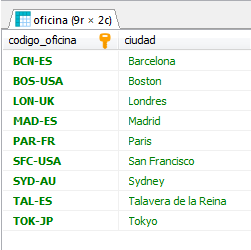 oficina (9r × 2c)
codigo_oficina ciudad
BCN-ES Barcelona
BOS-USA Boston
LON-UK Londres
MAD-ES Madrid
PAR-FR Paris
SFC-USA San Francisco
SYD-AU Sydney
TAL-ES Talavera de la Reina
TOK-JP Tokyo